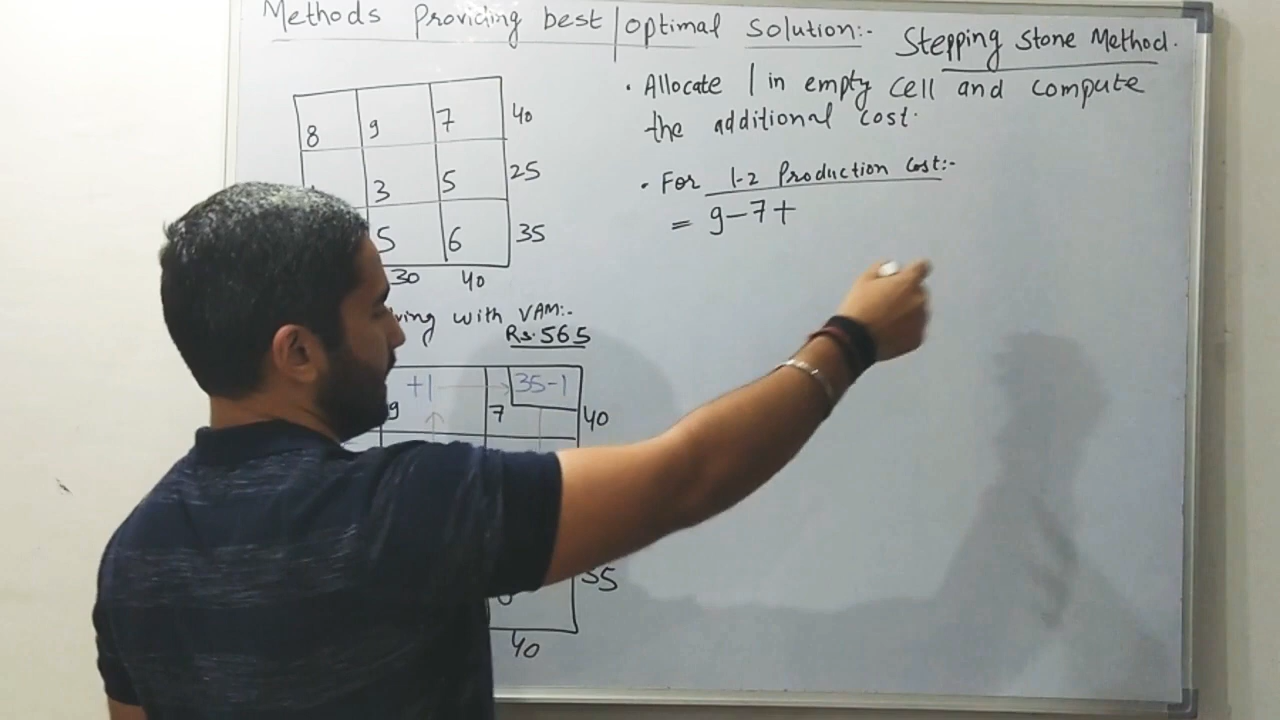 Methods Providing best/optimal Solution:- Stepping Stone Method.
• Allocate 1 in empty cell and compute
the additional cost.
• For 1-2 Production Cost:-
= 9-7+
8 9 7 40
3 5 25
5 6 35
30 40
with VAM:-
Rs. 565
+1 35-1
9 7 40
35
40